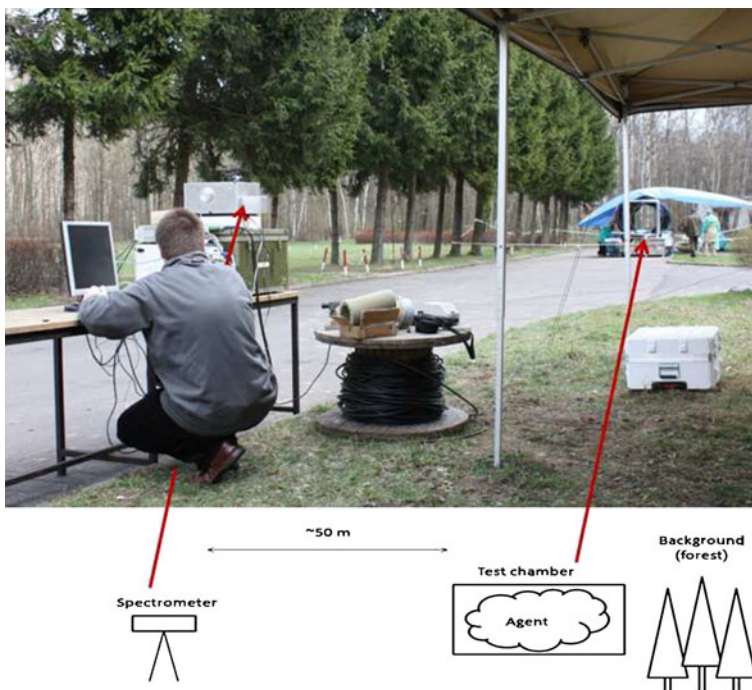 ~50 m
Background
(forest)
Test chamber
Spectrometer
Agent